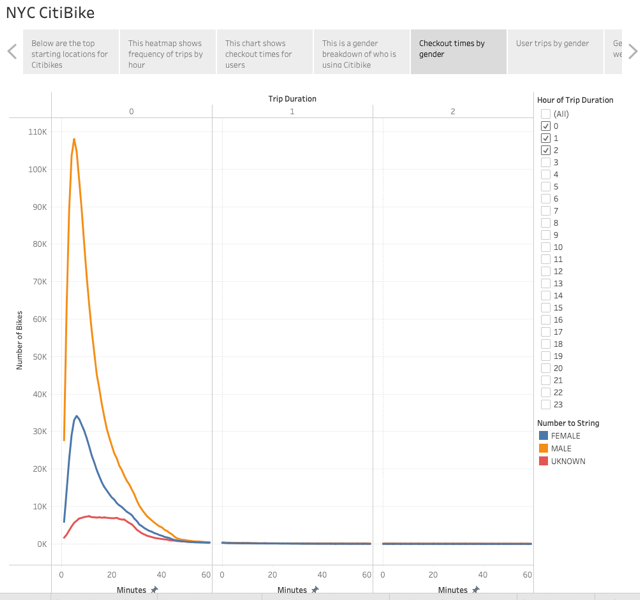 NYC CitiBike
Below are the top
starting locations for
Citibikes
This heatmap shows
frequency of trips by
hour
This chart shows
checkout times for
users
This is a gender
breakdown of who is
using Citibike
Checkout times by
gender
User trips by gender
Trip Duration
0 1 2
Hour of Trip Duration
(All)
0
1
2
3
4
5
6
7
8
9
10
11
12
13
14
15
16
17
18
19
20
21
22
23
Number to String
FEMALE
MALE
UKNOWN
Number of Bikes
110K
100K
90K
80K
70K
60K
50K
40K
30K
20K
10K
0K
0 20 40 60 0 20 40 60 0 20 40 60
Minutes Minutes Minutes